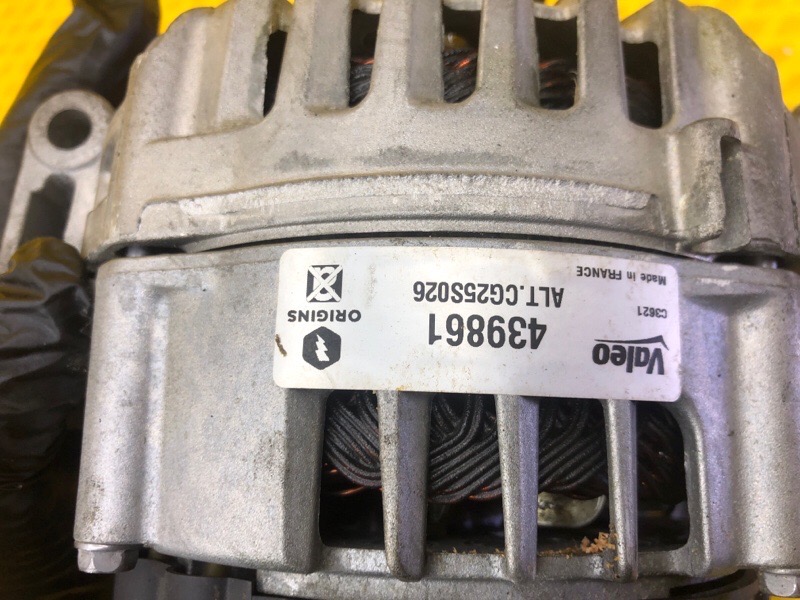 Valeo
439861
ORIGINS
C3621
ALT.CG25S026
Made in FRANCE